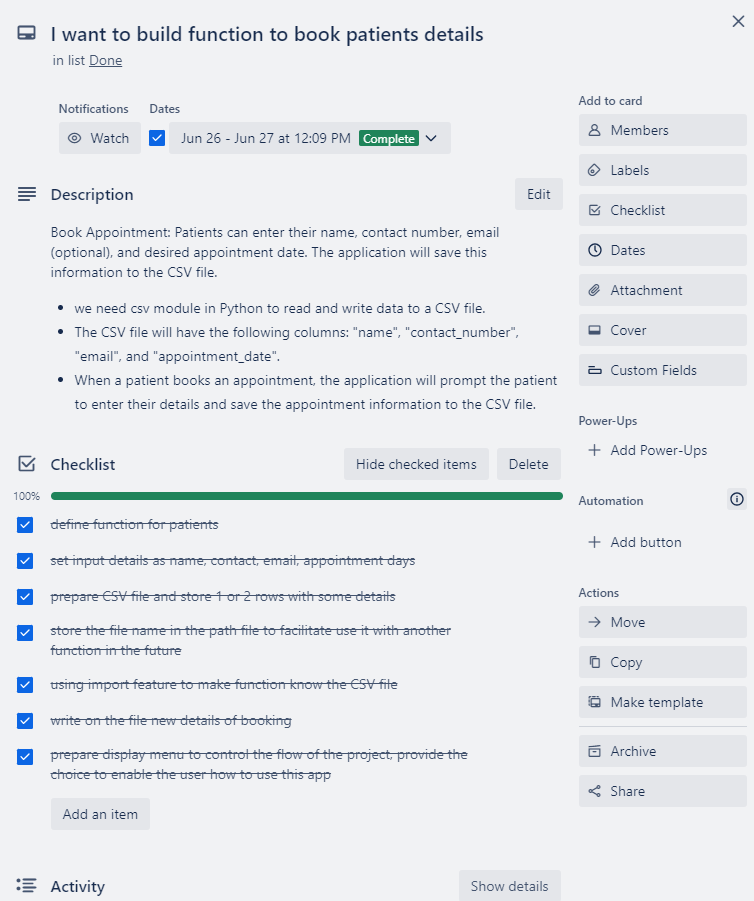 I want to build function to book patients details
in list Done
Notifications
Dates
Watch
Jun 26 - Jun 27 at 12:09 PM Complete
Description
Edit
Book Appointment: Patients can enter their name, contact number, email
(optional), and desired appointment date. The application will save this
information to the CSV file.
• we need csv module in Python to read and write data to a CSV file.
• The CSV file will have the following columns: "name", "contact_number",
"email", and "appointment_date".
• When a patient books an appointment, the application will prompt the patient
to enter their details and save the appointment information to the CSV file.
Checklist
Hide checked items
Delete
100%
define function for patients
set input details as name, contact, email, appointment days
prepare CSV file and store 1 or 2 rows with some details
store the file name in the path file to facilitate use it with another
function in the future
using import feature to make function know the CSV file
write on the file new details of booking
prepare display menu to control the flow of the project, provide the
choice to enable the user how to use this app
Add an item
Activity
Show details
Add to card
Members
Labels
Checklist
Dates
Attachment
Cover
Custom Fields
Power-Ups
+ Add Power-Ups
Automation
+ Add button
Actions
Move
Copy
Make template
Archive
Share